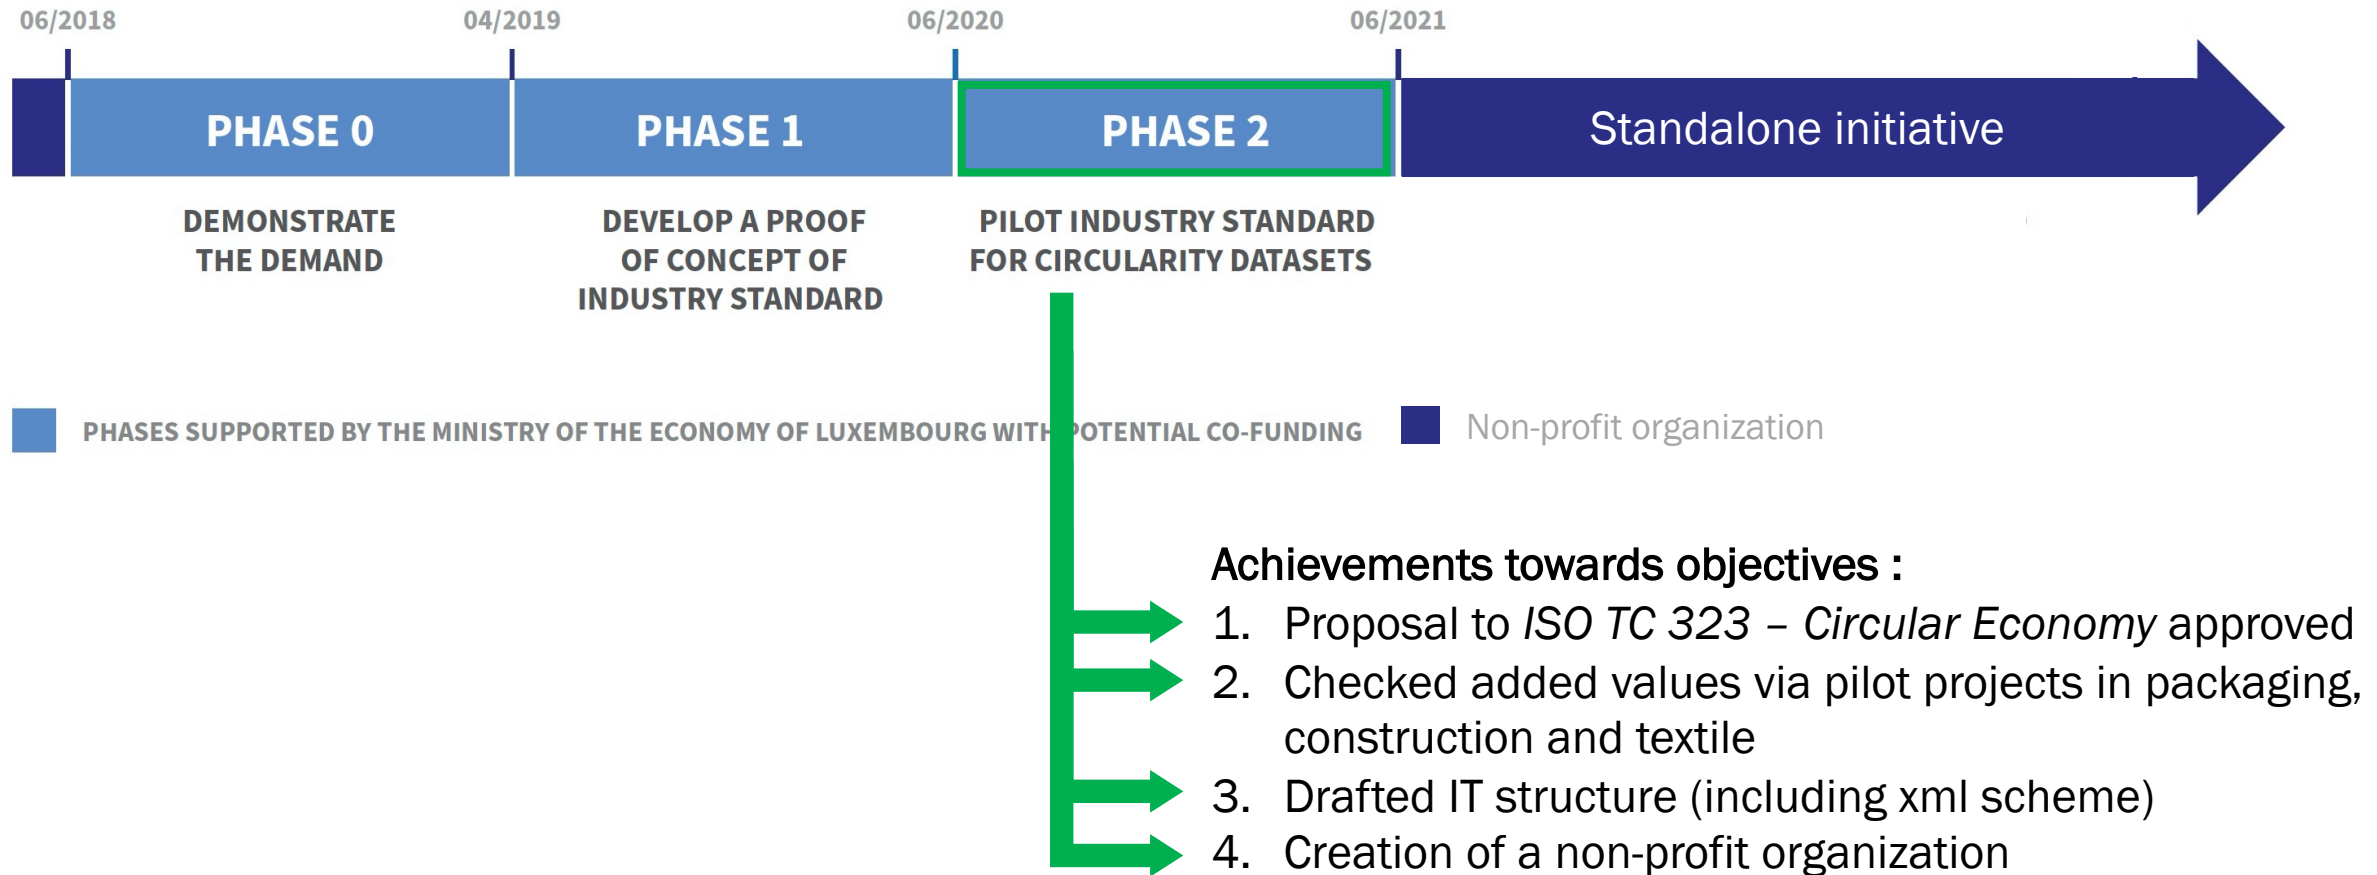 06/2018
04/2019
06/2020
06/2021
PHASE 0
PHASE 1
PHASE 2
Standalone initiative
DEMONSTRATE
THE DEMAND
DEVELOP A PROOF
OF CONCEPT OF
INDUSTRY STANDARD
PILOT INDUSTRY STANDARD
FOR CIRCULARITY DATASETS
PHASES SUPPORTED BY THE MINISTRY OF THE ECONOMY OF LUXEMBOURG WITH POTENTIAL CO-FUNDING
Non-profit organization
Achievements towards objectives :
1. Proposal to ISO TC 323 – Circular Economy approved
2. Checked added values via pilot projects in packaging,
construction and textile
3. Drafted IT structure (including xml scheme)
4. Creation of a non-profit organization